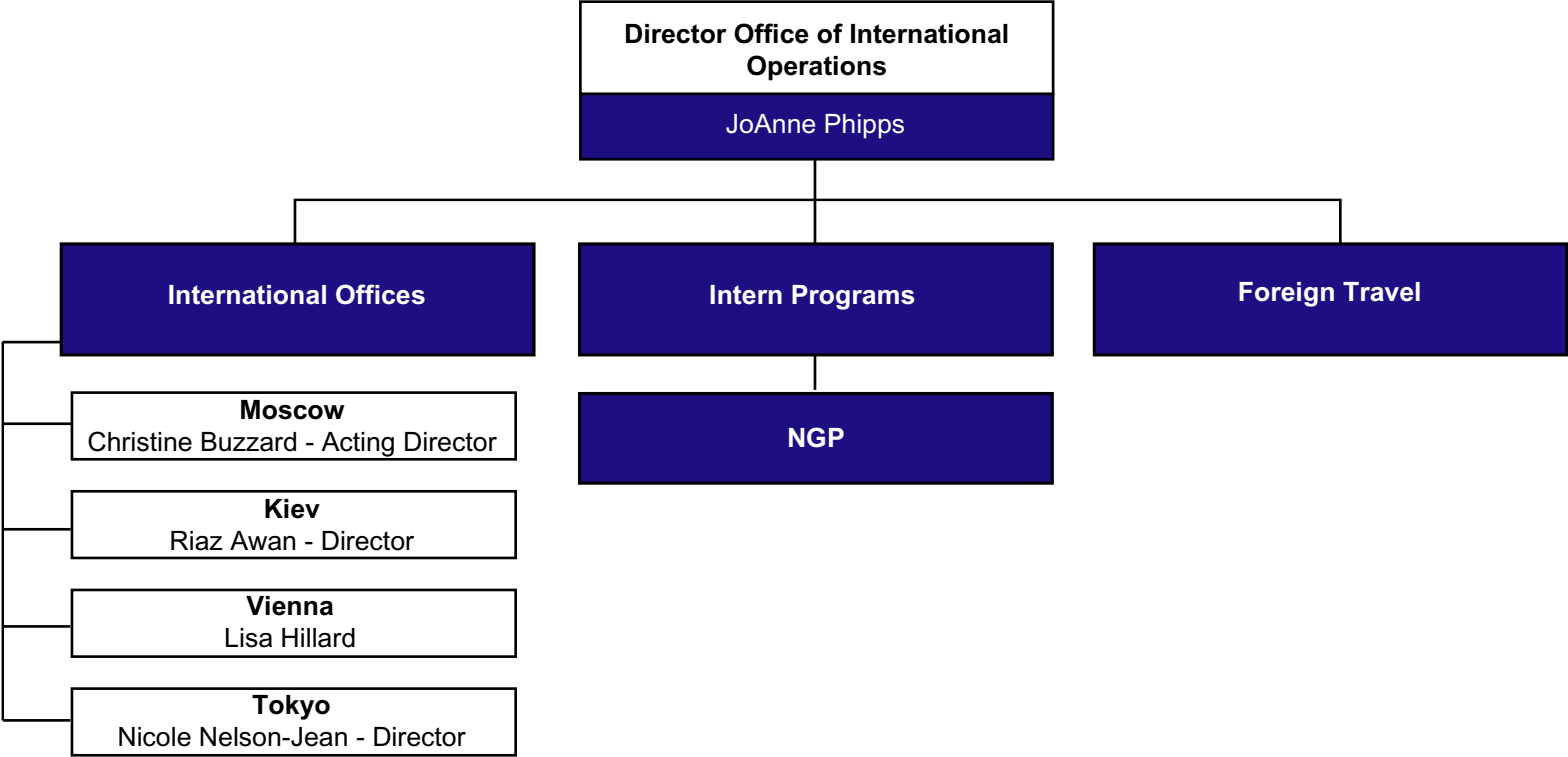 Director Office of International
Operations
JoAnne Phipps
International Offices
Intern Programs
Foreign Travel
Moscow
Christine Buzzard - Acting Director
NGP
Kiev
Riaz Awan - Director
Vienna
Lisa Hillard
Tokyo
Nicole Nelson-Jean - Director